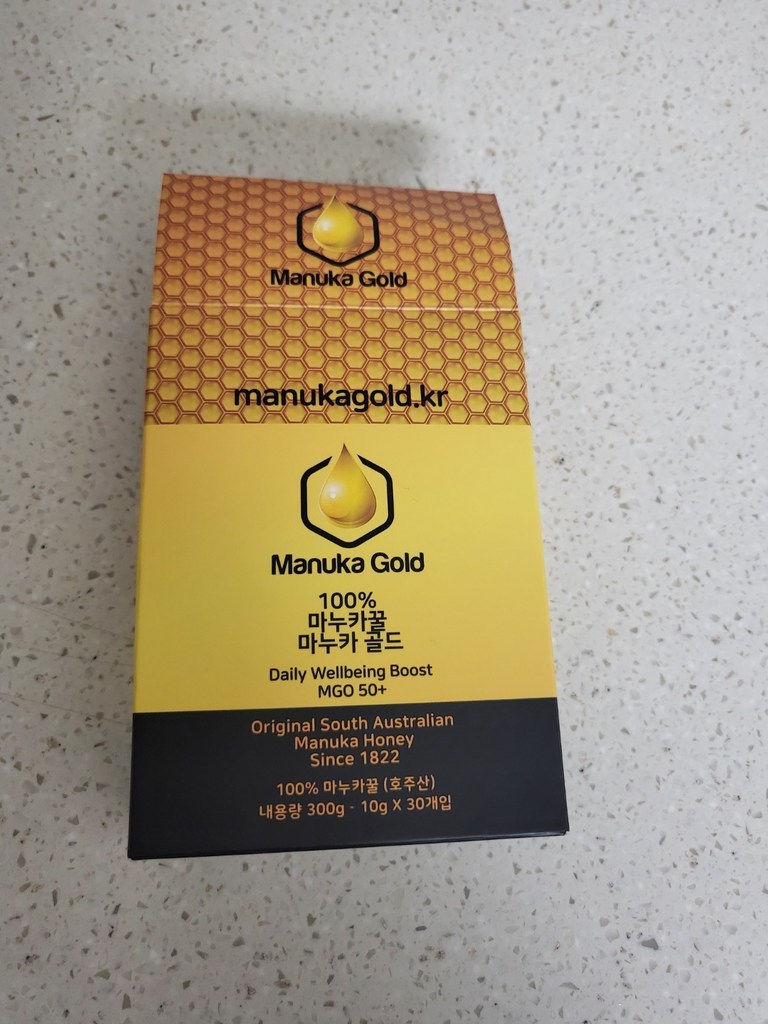 Manuka Gold
manukagold.kr
Manuka Gold
100%
마누카꿀
마누카 골드
Daily Wellbeing Boost
MGO 50+
Original South Australian
Manuka Honey
Since 1822
100% 마누카꿀 (호주산)
내용량 300g - 10g X 30개입